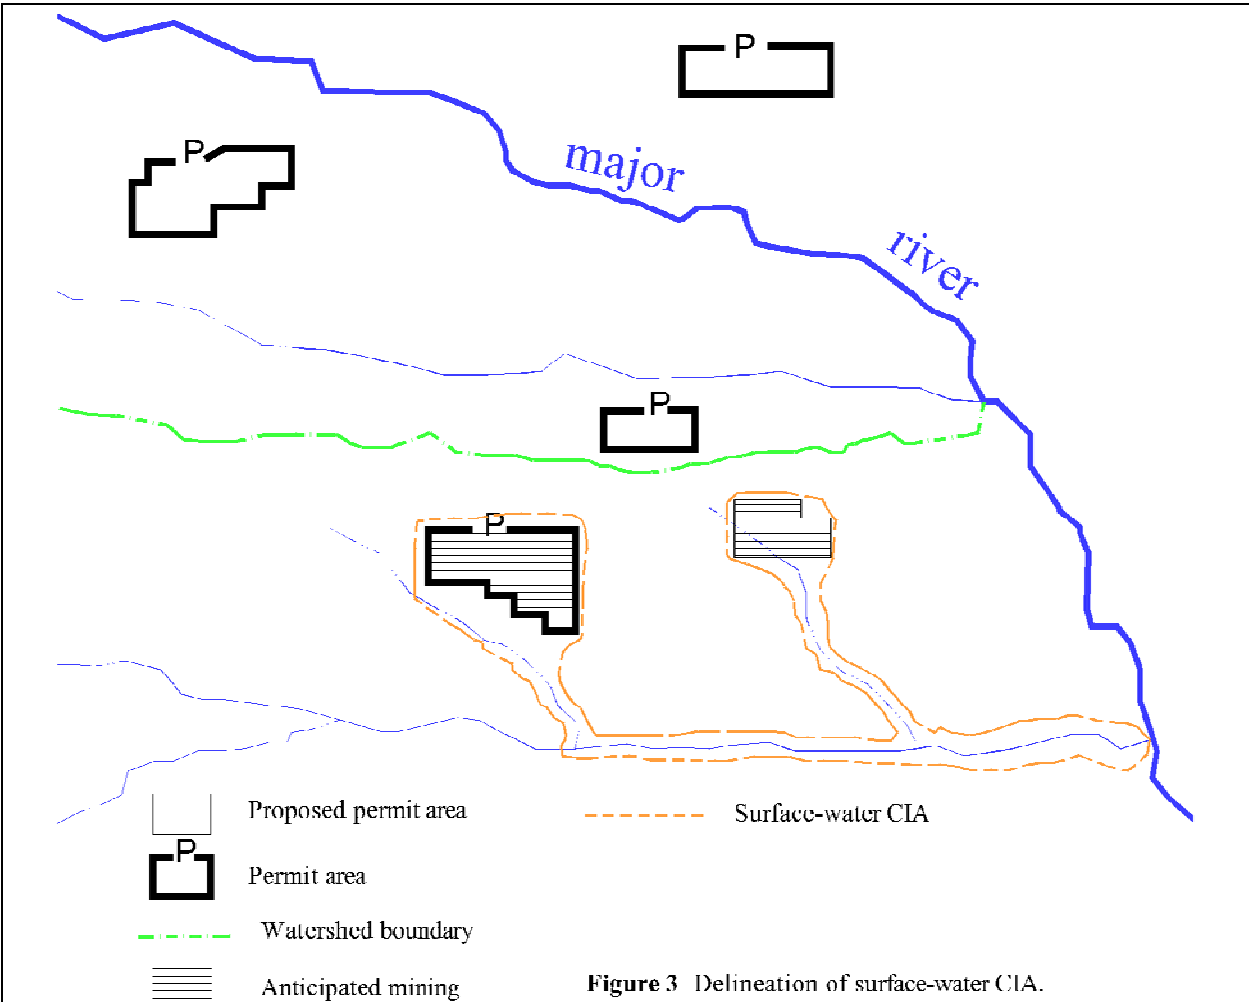 P
major
P
river
P
P
Proposed permit area
Surface-water CIA
P
Permit area
Watershed boundary
Anticipated mining
Figure 3 Delineation of surface-water CIA.